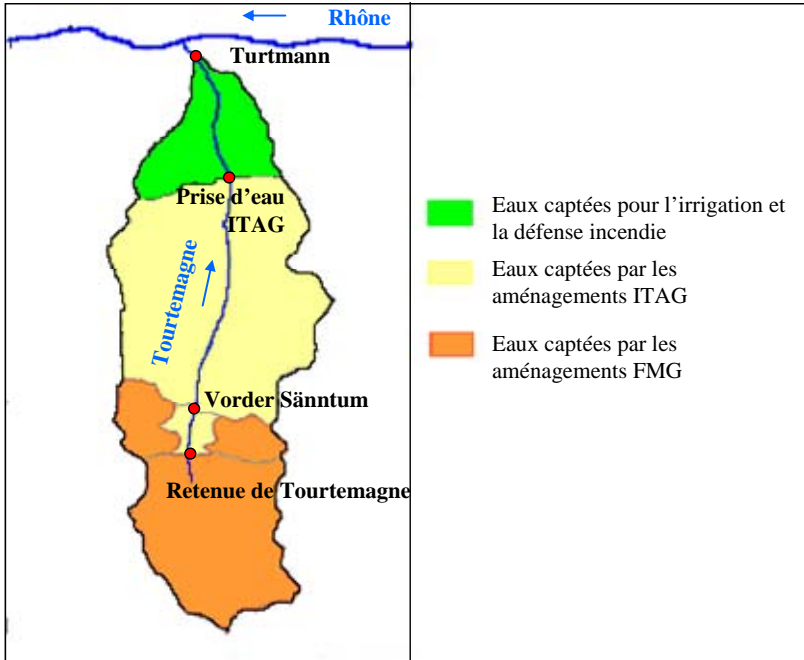 Rhône
Turtmann
Prise d’eau
ITAG
Tourtemagne
Vorder Sänntum
Retenue de Tourtemagne
Eaux captées pour l’irrigation et
la défense incendie
Eaux captées par les
aménagements ITAG
Eaux captées par les
aménagements FMG